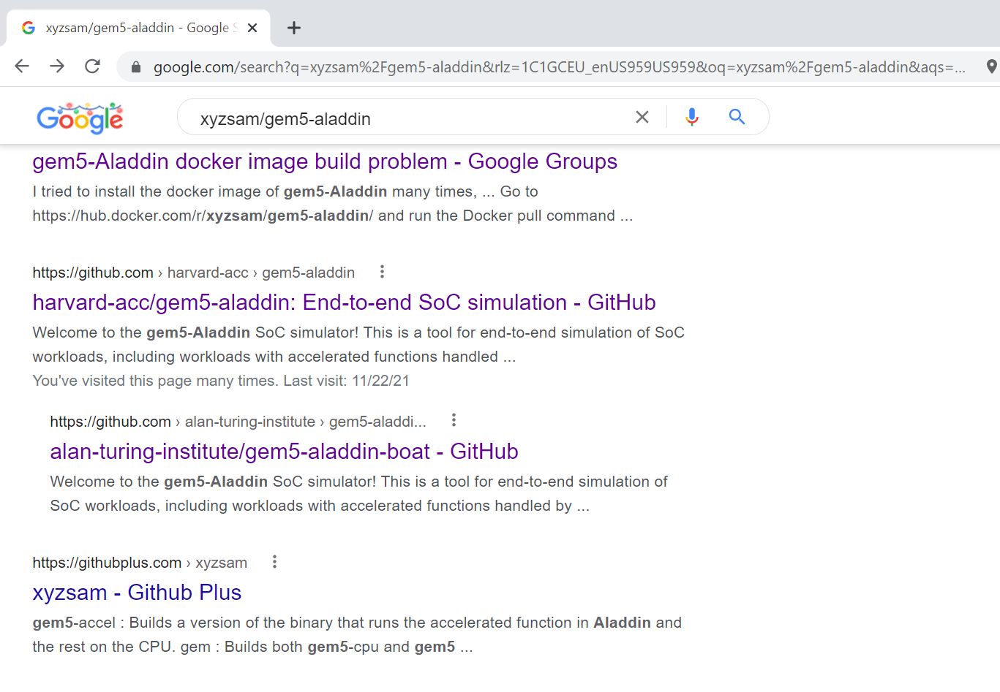 xyzsam/gem5-aladdin - Google
google.com/search?q=xyzsam%2Fgem5-aladdin&rlz=1C1GCEU_enUS959US959&oq=xyzsam%2Fgem5-aladdin&aqs=...
Google
xyzsam/gem5-aladdin
gem5-Aladdin docker image build problem - Google Groups
I tried to install the docker image of gem5-Aladdin many times, ... Go to
https://hub.docker.com/r/xyzsam/gem5-aladdin/ and run the Docker pull command ...
https://github.com › harvard-acc › gem5-aladdin
harvard-acc/gem5-aladdin: End-to-end SoC simulation - GitHub
Welcome to the gem5-Aladdin SoC simulator! This is a tool for end-to-end simulation of SoC
workloads, including workloads with accelerated functions handled ...
You've visited this page many times. Last visit: 11/22/21
https://github.com › alan-turing-institute › gem5-aladdi...
alan-turing-institute/gem5-aladdin-boat - GitHub
Welcome to the gem5-Aladdin SoC simulator! This is a tool for end-to-end simulation of
SoC workloads, including workloads with accelerated functions handled by ...
https://githubplus.com › xyzsam
xyzsam - Github Plus
gem5-accel : Builds a version of the binary that runs the accelerated function in Aladdin and
the rest on the CPU. gem : Builds both gem5-cpu and gem5 ...